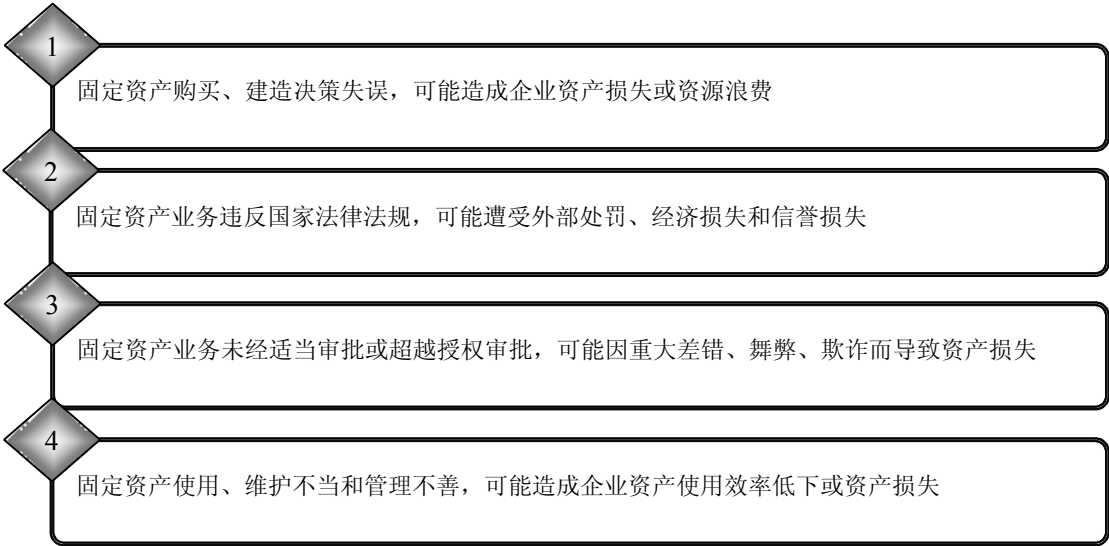 1
固定资产购买、建造决策失误，可能造成企业资产损失或资源浪费
2
固定资产业务违反国家法律法规，可能遭受外部处罚、经济损失和信誉损失
3
固定资产业务未经适当审批或超越授权审批，可能因重大差错、舞弊、欺诈而导致资产损失
4
固定资产使用、维护不当和管理不善，可能造成企业资产使用效率低下或资产损失